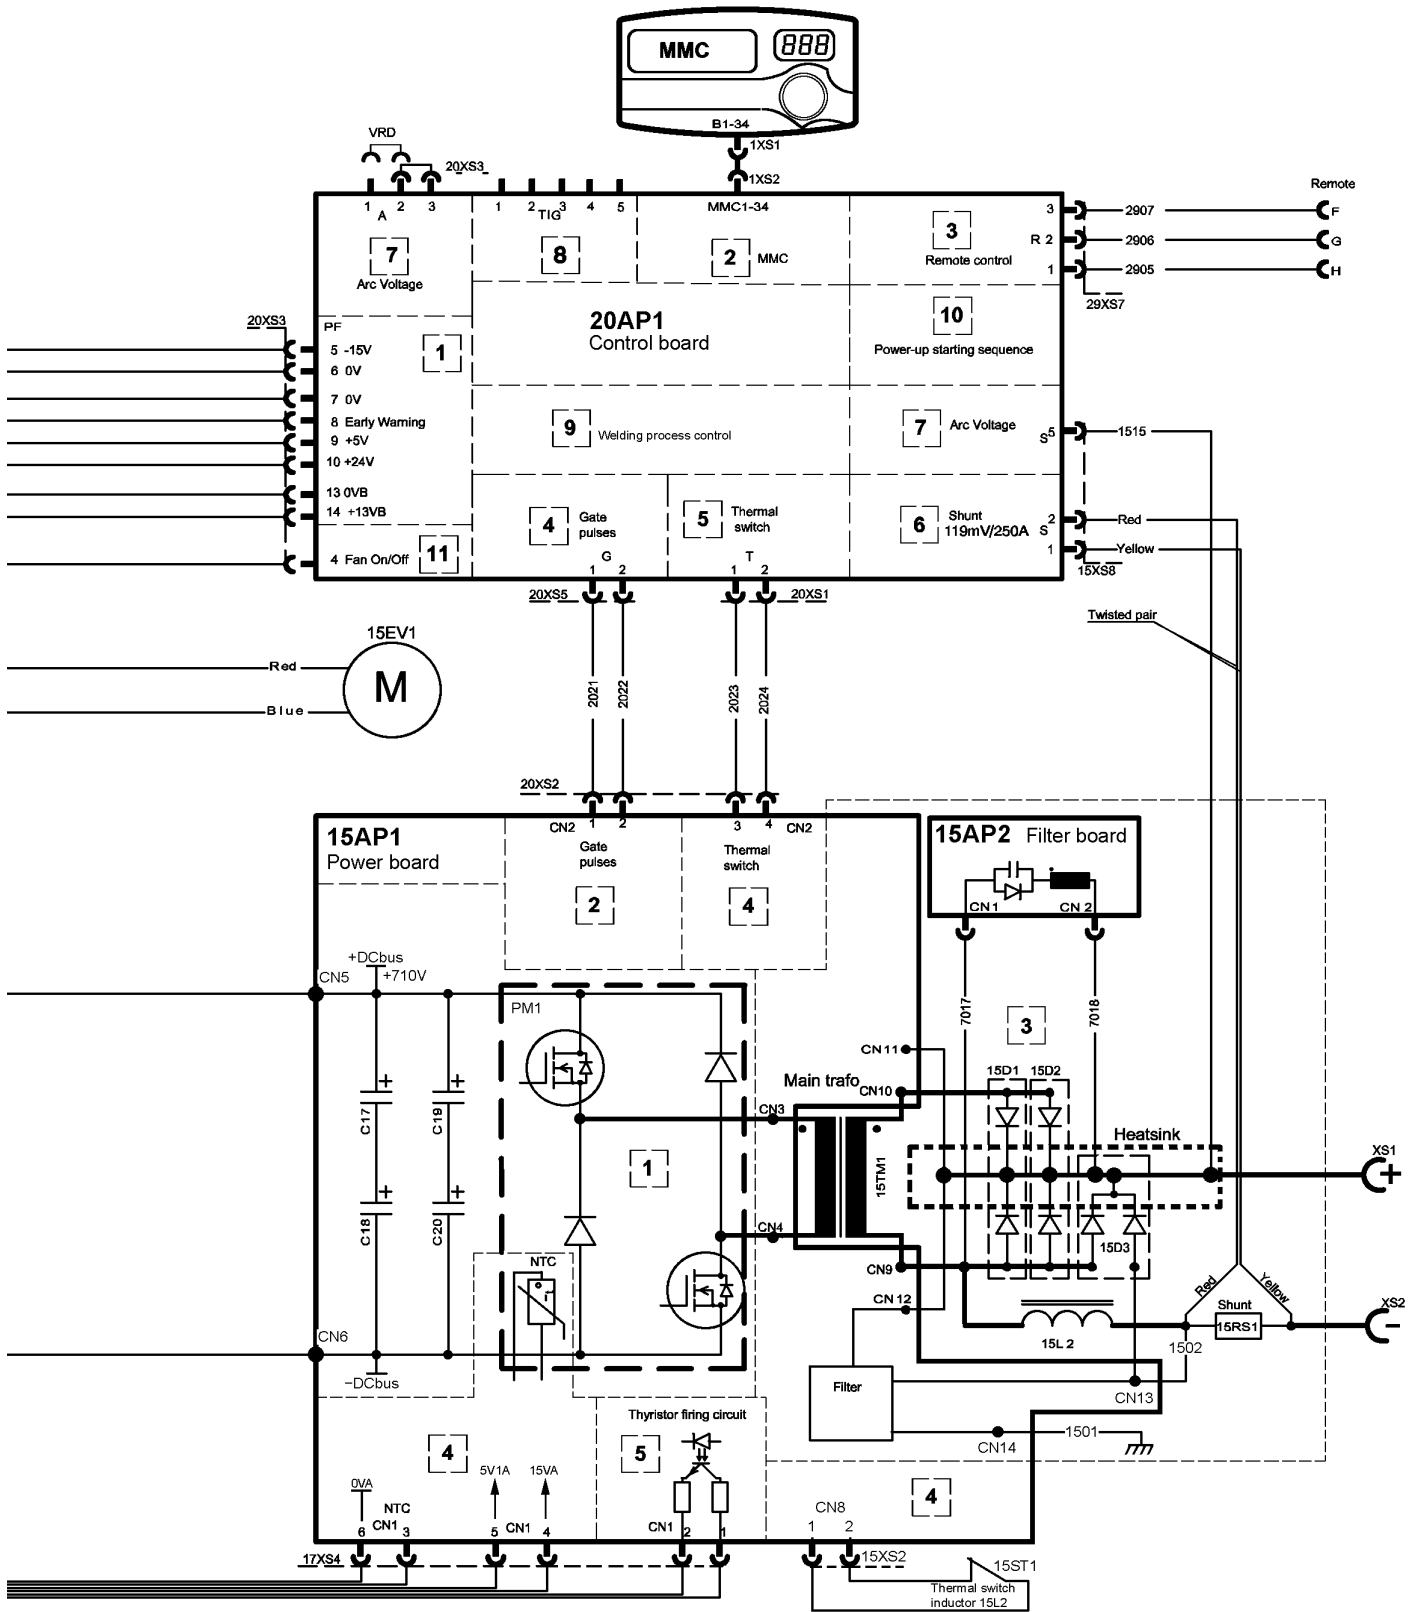 MMC
888
B1-34
1XS1
1XS2
VRD
20XS3
1 2 3
A
1 2 3 4 5
TIG
MMC1-34
7
Arc Voltage
8
2 MMC
3
Remote control
3
R 2
1
2907
2906
2905
Remote
F
G
H
29XS7
20XS3
PF
1
5 -15V
6 0V
7 0V
8 Early Warning
9 +5V
10 +24V
13 0VB
14 +13VB
4 Fan On/Off
11
20AP1
Control board
10
Power-up starting sequence
9 Welding process control
7 Arc Voltage
S 5
1515
4 Gate
pulses
G
1 2
5 Thermal
switch
T
1 2
6 Shunt
119mV/250A
S 2
1
Red
Yellow
15XS8
20XS5
20XS1
Twisted pair
15EV1
M
Red
Blue
2021
2022
2023
2024
20XS2
CN2 1 2
3 4 CN2
15AP1
Power board
Gate
pulses
2
Thermal
switch
4
15AP2 Filter board
CN 1
CN 2
7017
7018
3
+DCbus
+710V
CN5
PM1
C17
C19
C18
C20
1
NTC
-t°
CN6
−DCbus
CN3
CN4
Main trafo
15TM1
CN 11
CN10
CN9
CN 12
15D1
15D2
15D3
Heatsink
XS1
+
Red
Yellow
Shunt
15RS1
XS2
-
15L 2
1502
Filter
CN13
CN14
1501
Thyristor firing circuit
5
4
0VA
NTC
CN1
6 3
5V1A
15VA
5 CN1 4
CN1 2 1
4
CN8
1 2
17XS4
15XS2
15ST1
Thermal switch
inductor 15L2